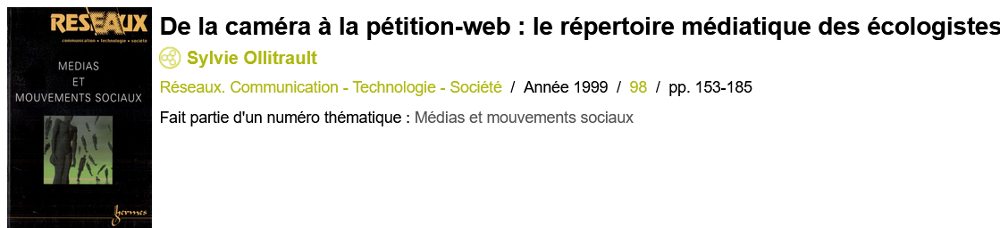 RESEAUX
communication • technologie • société
MEDIAS
ET
MOUVEMENTS SOCIAUX
hermes
De la caméra à la pétition-web : le répertoire médiatique des écologistes
Sylvie Ollitrault
Réseaux. Communication - Technologie - Société / Année 1999 / 98 / pp. 153-185
Fait partie d'un numéro thématique : Médias et mouvements sociaux